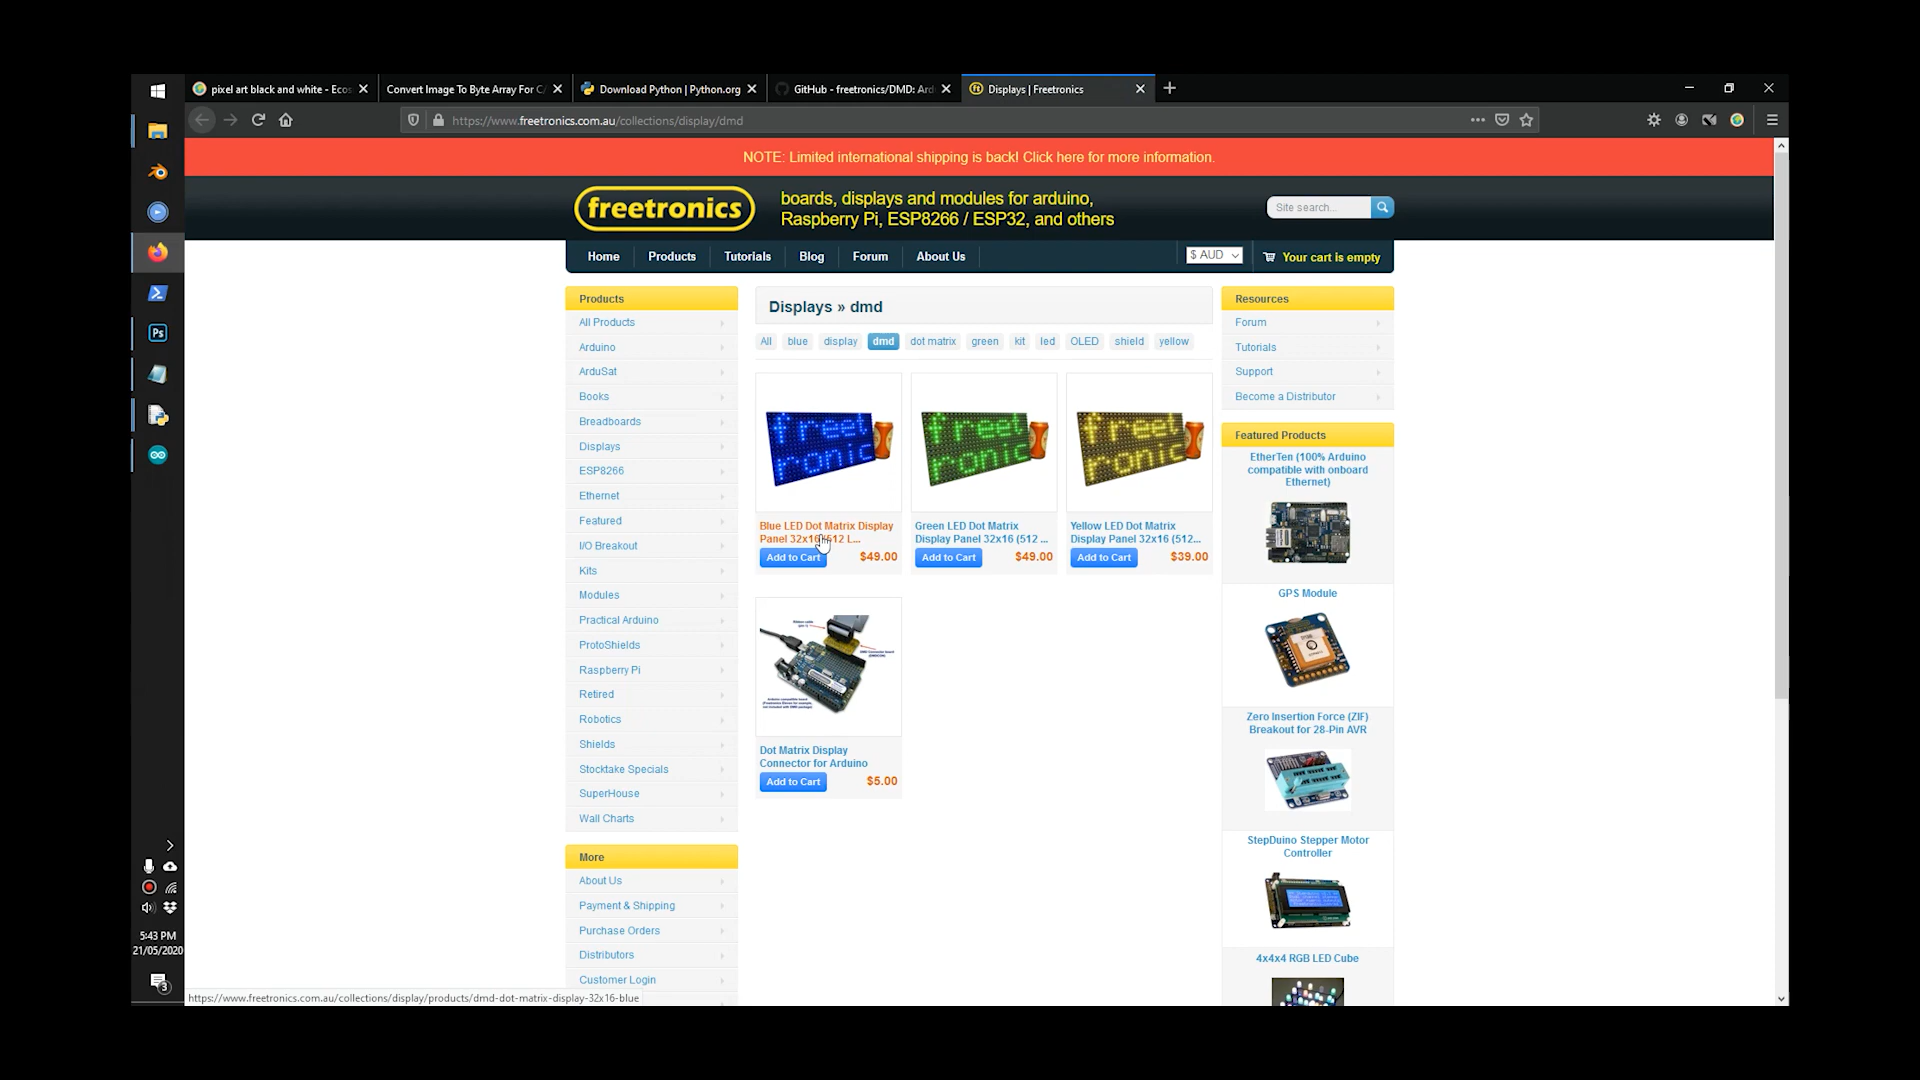 pixel art black and white - Ecos
Convert Image To Byte Array For C/
Download Python | Python.org
GitHub - freetronics/DMD: Ard
Displays | Freetronics
https://www.freetronics.com.au/collections/display/dmd
NOTE: Limited international shipping is back! Click here for more information.
freetronics
boards, displays and modules for arduino,
Raspberry Pi, ESP8266 / ESP32, and others
Site search...
Home
Products
Tutorials
Blog
Forum
About Us
$ AUD
Your cart is empty
Products
All Products
Arduino
ArduSat
Books
Breadboards
Displays
ESP8266
Ethernet
Featured
I/O Breakout
Kits
Modules
Practical Arduino
ProtoShields
Raspberry Pi
Retired
Robotics
Shields
Stocktake Specials
SuperHouse
Wall Charts
More
About Us
Payment & Shipping
Purchase Orders
Distributors
Customer Login
Displays » dmd
All
blue
display
dmd
dot matrix
green
kit
led
OLED
shield
yellow
freet
ronic
freet
ronic
freet
ronic
Blue LED Dot Matrix Display
Panel 32x16 (512 L...
Add to Cart
$49.00
Green LED Dot Matrix
Display Panel 32x16 (512 ...
Add to Cart
$49.00
Yellow LED Dot Matrix
Display Panel 32x16 (512...
Add to Cart
$39.00
Dot Matrix Display
Connector for Arduino
Add to Cart
$5.00
Resources
Forum
Tutorials
Support
Become a Distributor
Featured Products
EtherTen (100% Arduino
compatible with onboard
Ethernet)
GPS Module
Zero Insertion Force (ZIF)
Breakout for 28-Pin AVR
StepDuino Stepper Motor
Controller
4x4x4 RGB LED Cube
Ps
5:43 PM
21/05/2020
3
https://www.freetronics.com.au/collections/display/products/dmd-dot-matrix-display-32x16-blue